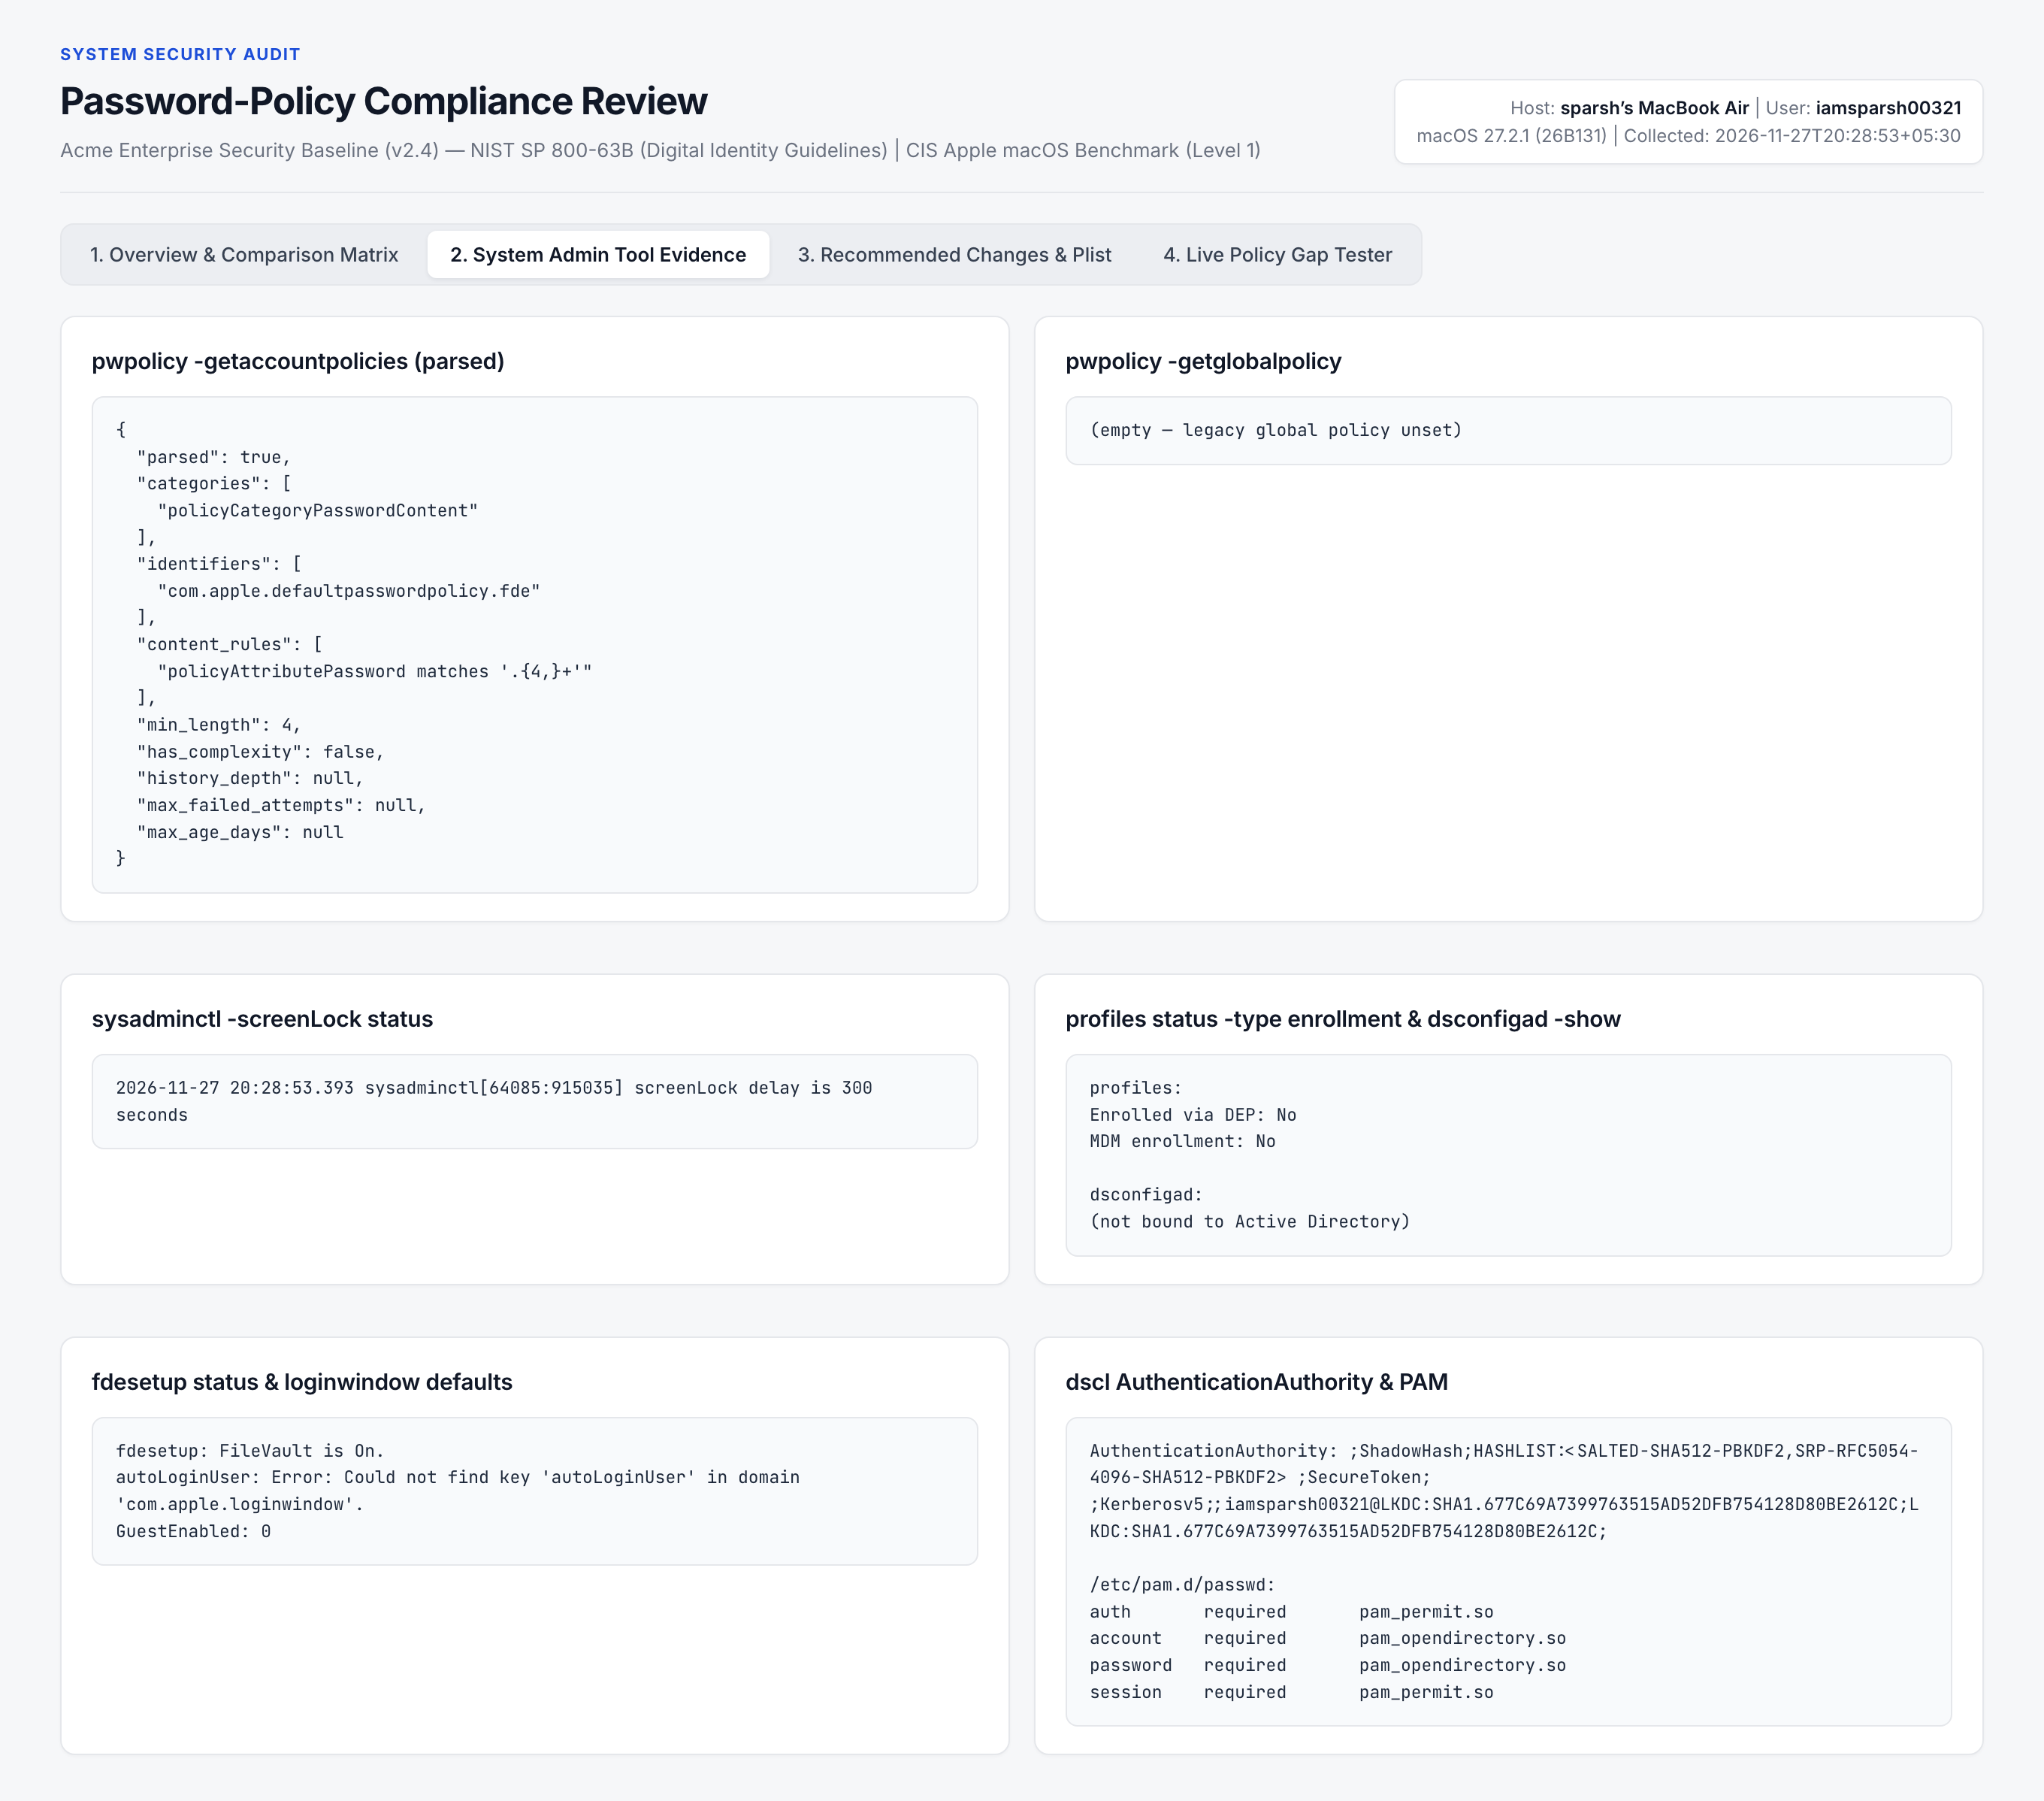 SYSTEM SECURITY AUDIT
Password-Policy Compliance Review
Acme Enterprise Security Baseline (v2.4) — NIST SP 800-63B (Digital Identity Guidelines) | CIS Apple macOS Benchmark (Level 1)
Host: sparsh’s MacBook Air | User: iamsparsh00321
macOS 27.2.1 (26B131) | Collected: 2026-11-27T20:28:53+05:30
1. Overview & Comparison Matrix
2. System Admin Tool Evidence
3. Recommended Changes & Plist
4. Live Policy Gap Tester
pwpolicy -getaccountpolicies (parsed)
{
  "parsed": true,
  "categories": [
    "policyCategoryPasswordContent"
  ],
  "identifiers": [
    "com.apple.defaultpasswordpolicy.fde"
  ],
  "content_rules": [
    "policyAttributePassword matches '.{4,}+'"
  ],
  "min_length": 4,
  "has_complexity": false,
  "history_depth": null,
  "max_failed_attempts": null,
  "max_age_days": null
}
pwpolicy -getglobalpolicy
(empty — legacy global policy unset)
sysadminctl -screenLock status
2026-11-27 20:28:53.393 sysadminctl[64085:915035] screenLock delay is 300
seconds
profiles status -type enrollment & dsconfigad -show
profiles:
Enrolled via DEP: No
MDM enrollment: No
dsconfigad:
(not bound to Active Directory)
fdesetup status & loginwindow defaults
fdesetup: FileVault is On.
autoLoginUser: Error: Could not find key 'autoLoginUser' in domain
'com.apple.loginwindow'.
GuestEnabled: 0
dscl AuthenticationAuthority & PAM
AuthenticationAuthority: ;ShadowHash;HASHLIST:<SALTED-SHA512-PBKDF2,SRP-RFC5054-
4096-SHA512-PBKDF2> ;SecureToken;
;Kerberosv5;;iamsparsh00321@LKDC:SHA1.677C69A7399763515AD52DFB754128D80BE2612C;L
KDC:SHA1.677C69A7399763515AD52DFB754128D80BE2612C;
/etc/pam.d/passwd:
auth       required       pam_permit.so
account    required       pam_opendirectory.so
password   required       pam_opendirectory.so
session    required       pam_permit.so